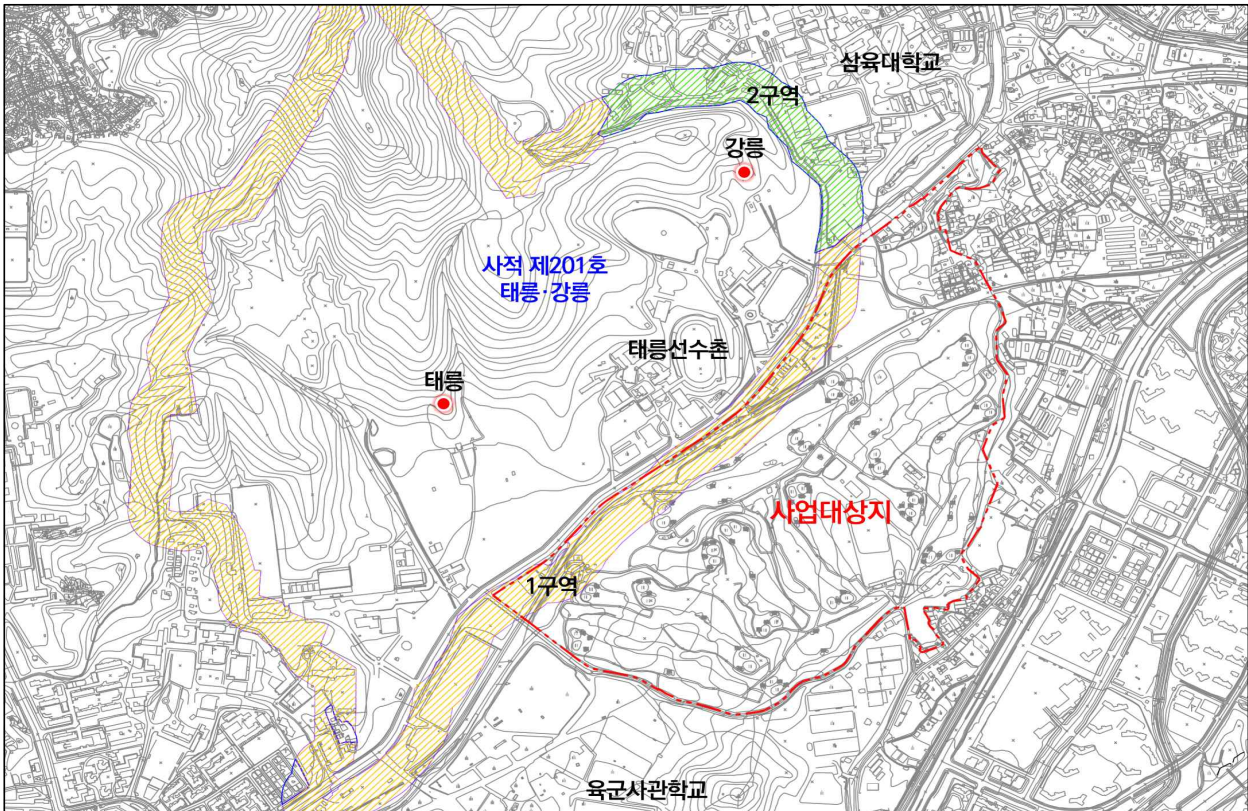 삼육대학교
2구역
강릉
사적 제201호
태릉·강릉
태릉선수촌
태릉
사업대상지
1구역
육군사관학교